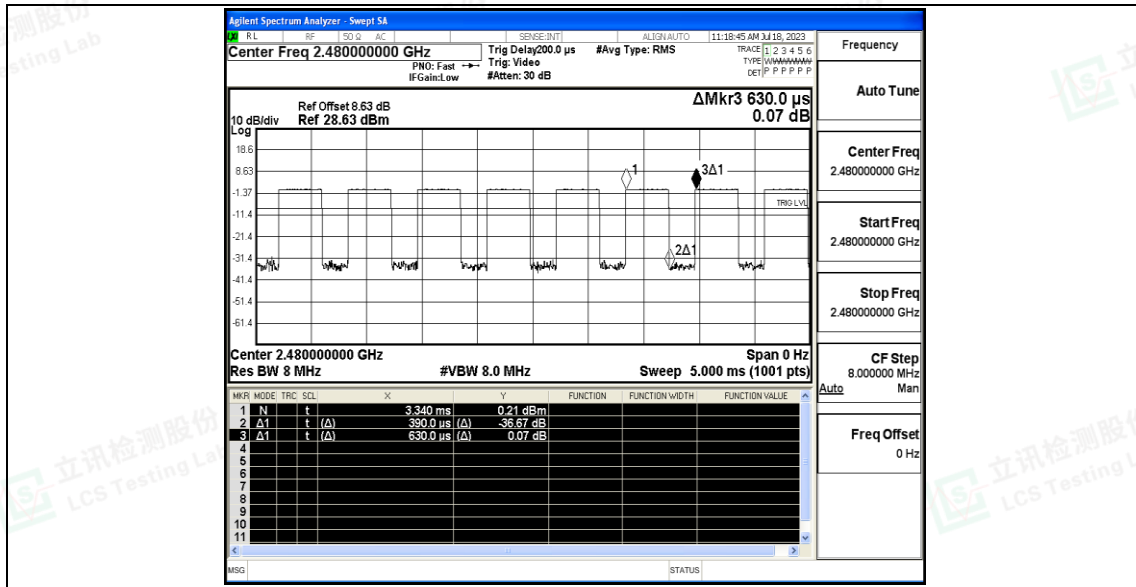 Agilent Spectrum Analyzer - Swept SA
RL RF 50 Ω AC SENSE:INT ALIGN AUTO 11:18:45 AM Jul 18, 2023
Center Freq 2.480000000 GHz
PNO: Fast
IFGain:Low
Trig Delay200.0 µs
Trig: Video
#Atten: 30 dB
#Avg Type: RMS
TRACE 1 2 3 4 5 6
TYPE
DET P P P P P P
Frequency
Auto Tune
Center Freq
2.480000000 GHz
Start Freq
2.480000000 GHz
Stop Freq
2.480000000 GHz
CF Step
8.000000 MHz
Auto Man
Freq Offset
0 Hz
Ref Offset 8.63 dB
10 dB/div Ref 28.63 dBm
Log
ΔMkr3 630.0 µs
0.07 dB
18.6
8.63
-1.37
-11.4
-21.4
-31.4
-41.4
-51.4
-61.4
1
3Δ1
2Δ1
TRIG LVL
Center 2.480000000 GHz Span 0 Hz
Res BW 8 MHz #VBW 8.0 MHz Sweep 5.000 ms (1001 pts)
MKR MODE TRC SCL X Y FUNCTION FUNCTION WIDTH FUNCTION VALUE
1 N t 3.340 ms 0.21 dBm
2 Δ1 t (Δ) 390.0 µs (Δ) -36.67 dB
3 Δ1 t (Δ) 630.0 µs (Δ) 0.07 dB
4
5
6
7
8
9
10
11
MSG STATUS
立讯检测股份
LCS Testing Lab